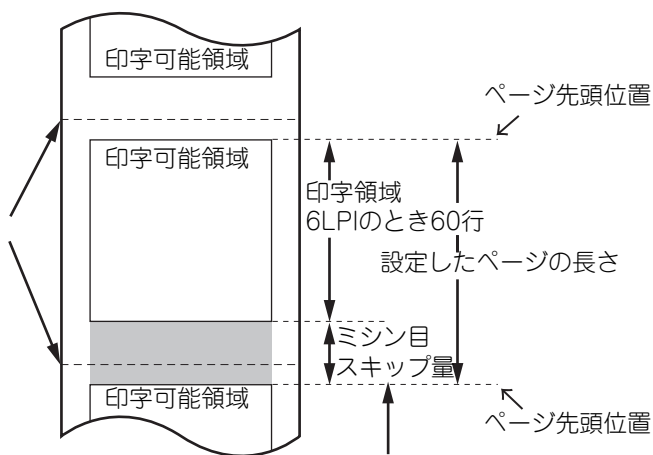 印字可能領域
ページ先頭位置
印字可能領域
印字領域
6LPIのとき60行
設定したページの長さ
ミシン目
スキップ量
印字可能領域
ページ先頭位置